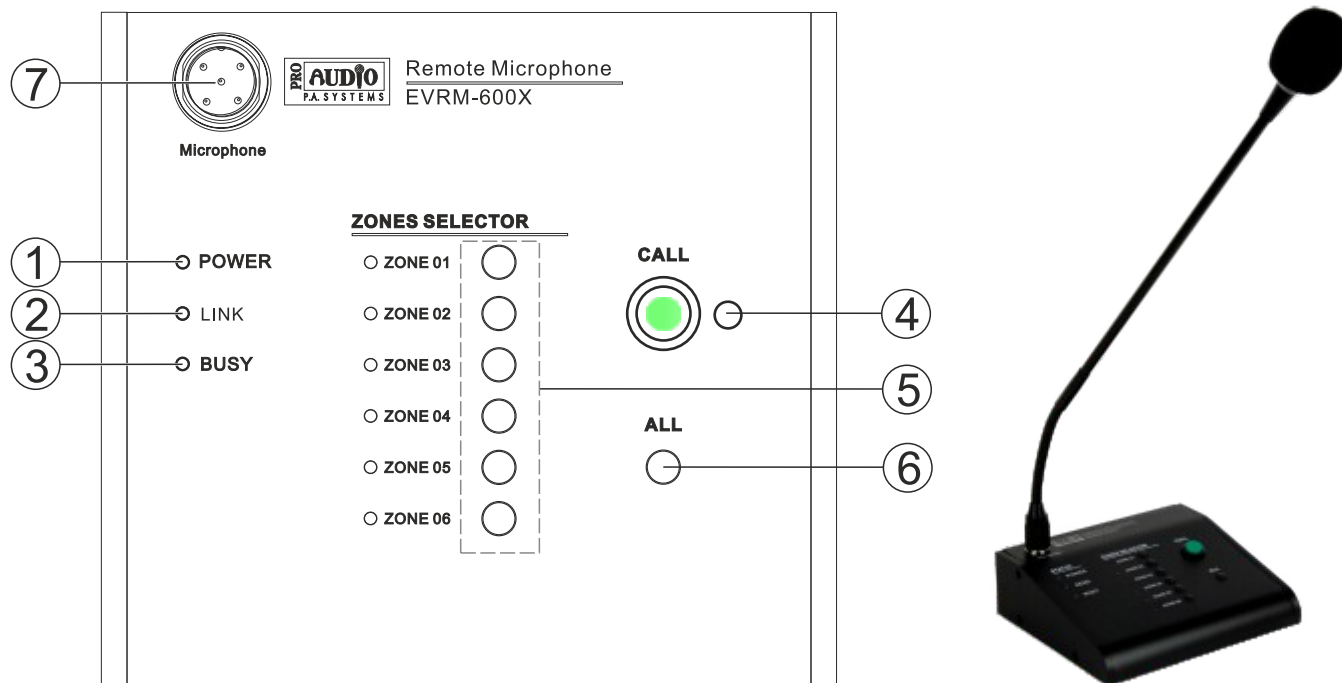 7
PRO
AUDIO
P.A. SYSTEMS
Remote Microphone
EVRM-600X
Microphone
ZONES SELECTOR
1
POWER
ZONE 01
CALL
2
LINK
ZONE 02
4
3
BUSY
ZONE 03
5
ZONE 04
ALL
ZONE 05
6
ZONE 06